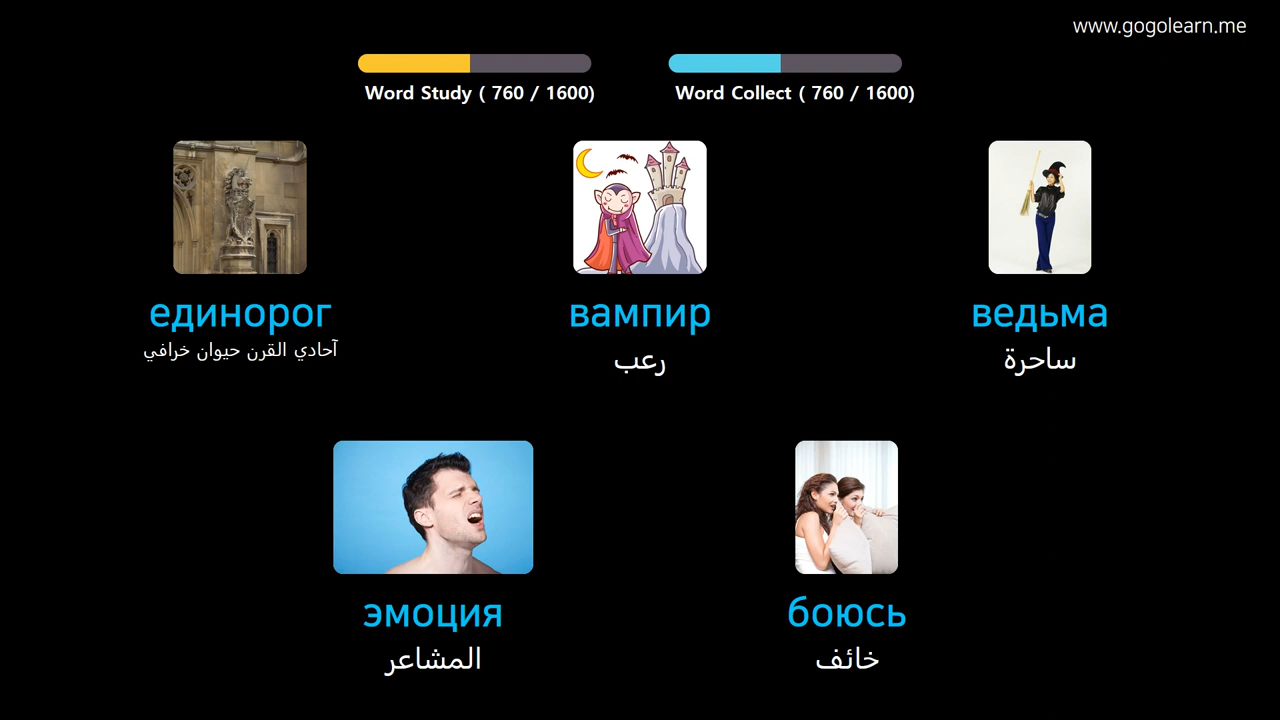 www.gogolearn.me
Word Study ( 760 / 1600)
Word Collect ( 760 / 1600)
единорог
آحادي القرن حيوان خرافي
вампир
رعب
ведьма
ساحرة
эмоция
المشاعر
боюсь
خائف